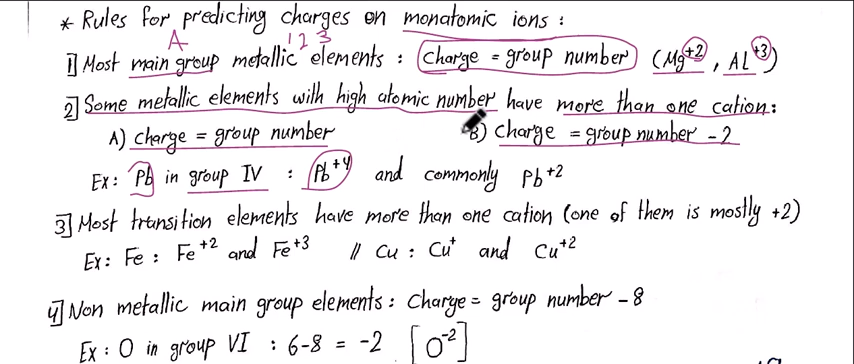 * Rules for predicting charges on monatomic ions :
A 1 2 3
1] Most main group metallic elements : charge = group number (Mg+2, AL+3)
2] Some metallic elements with high atomic number have more than one cation:
A) charge = group number B) charge = group number -2
Ex: Pb in group IV : Pb+4 and commonly Pb+2
3] Most transition elements have more than one cation (one of them is mostly +2)
Ex: Fe : Fe+2 and Fe+3 // Cu : Cu+ and Cu+2
4] Non metallic main group elements : Charge = group number -8
Ex: O in group VI : 6-8 = -2 [O-2]